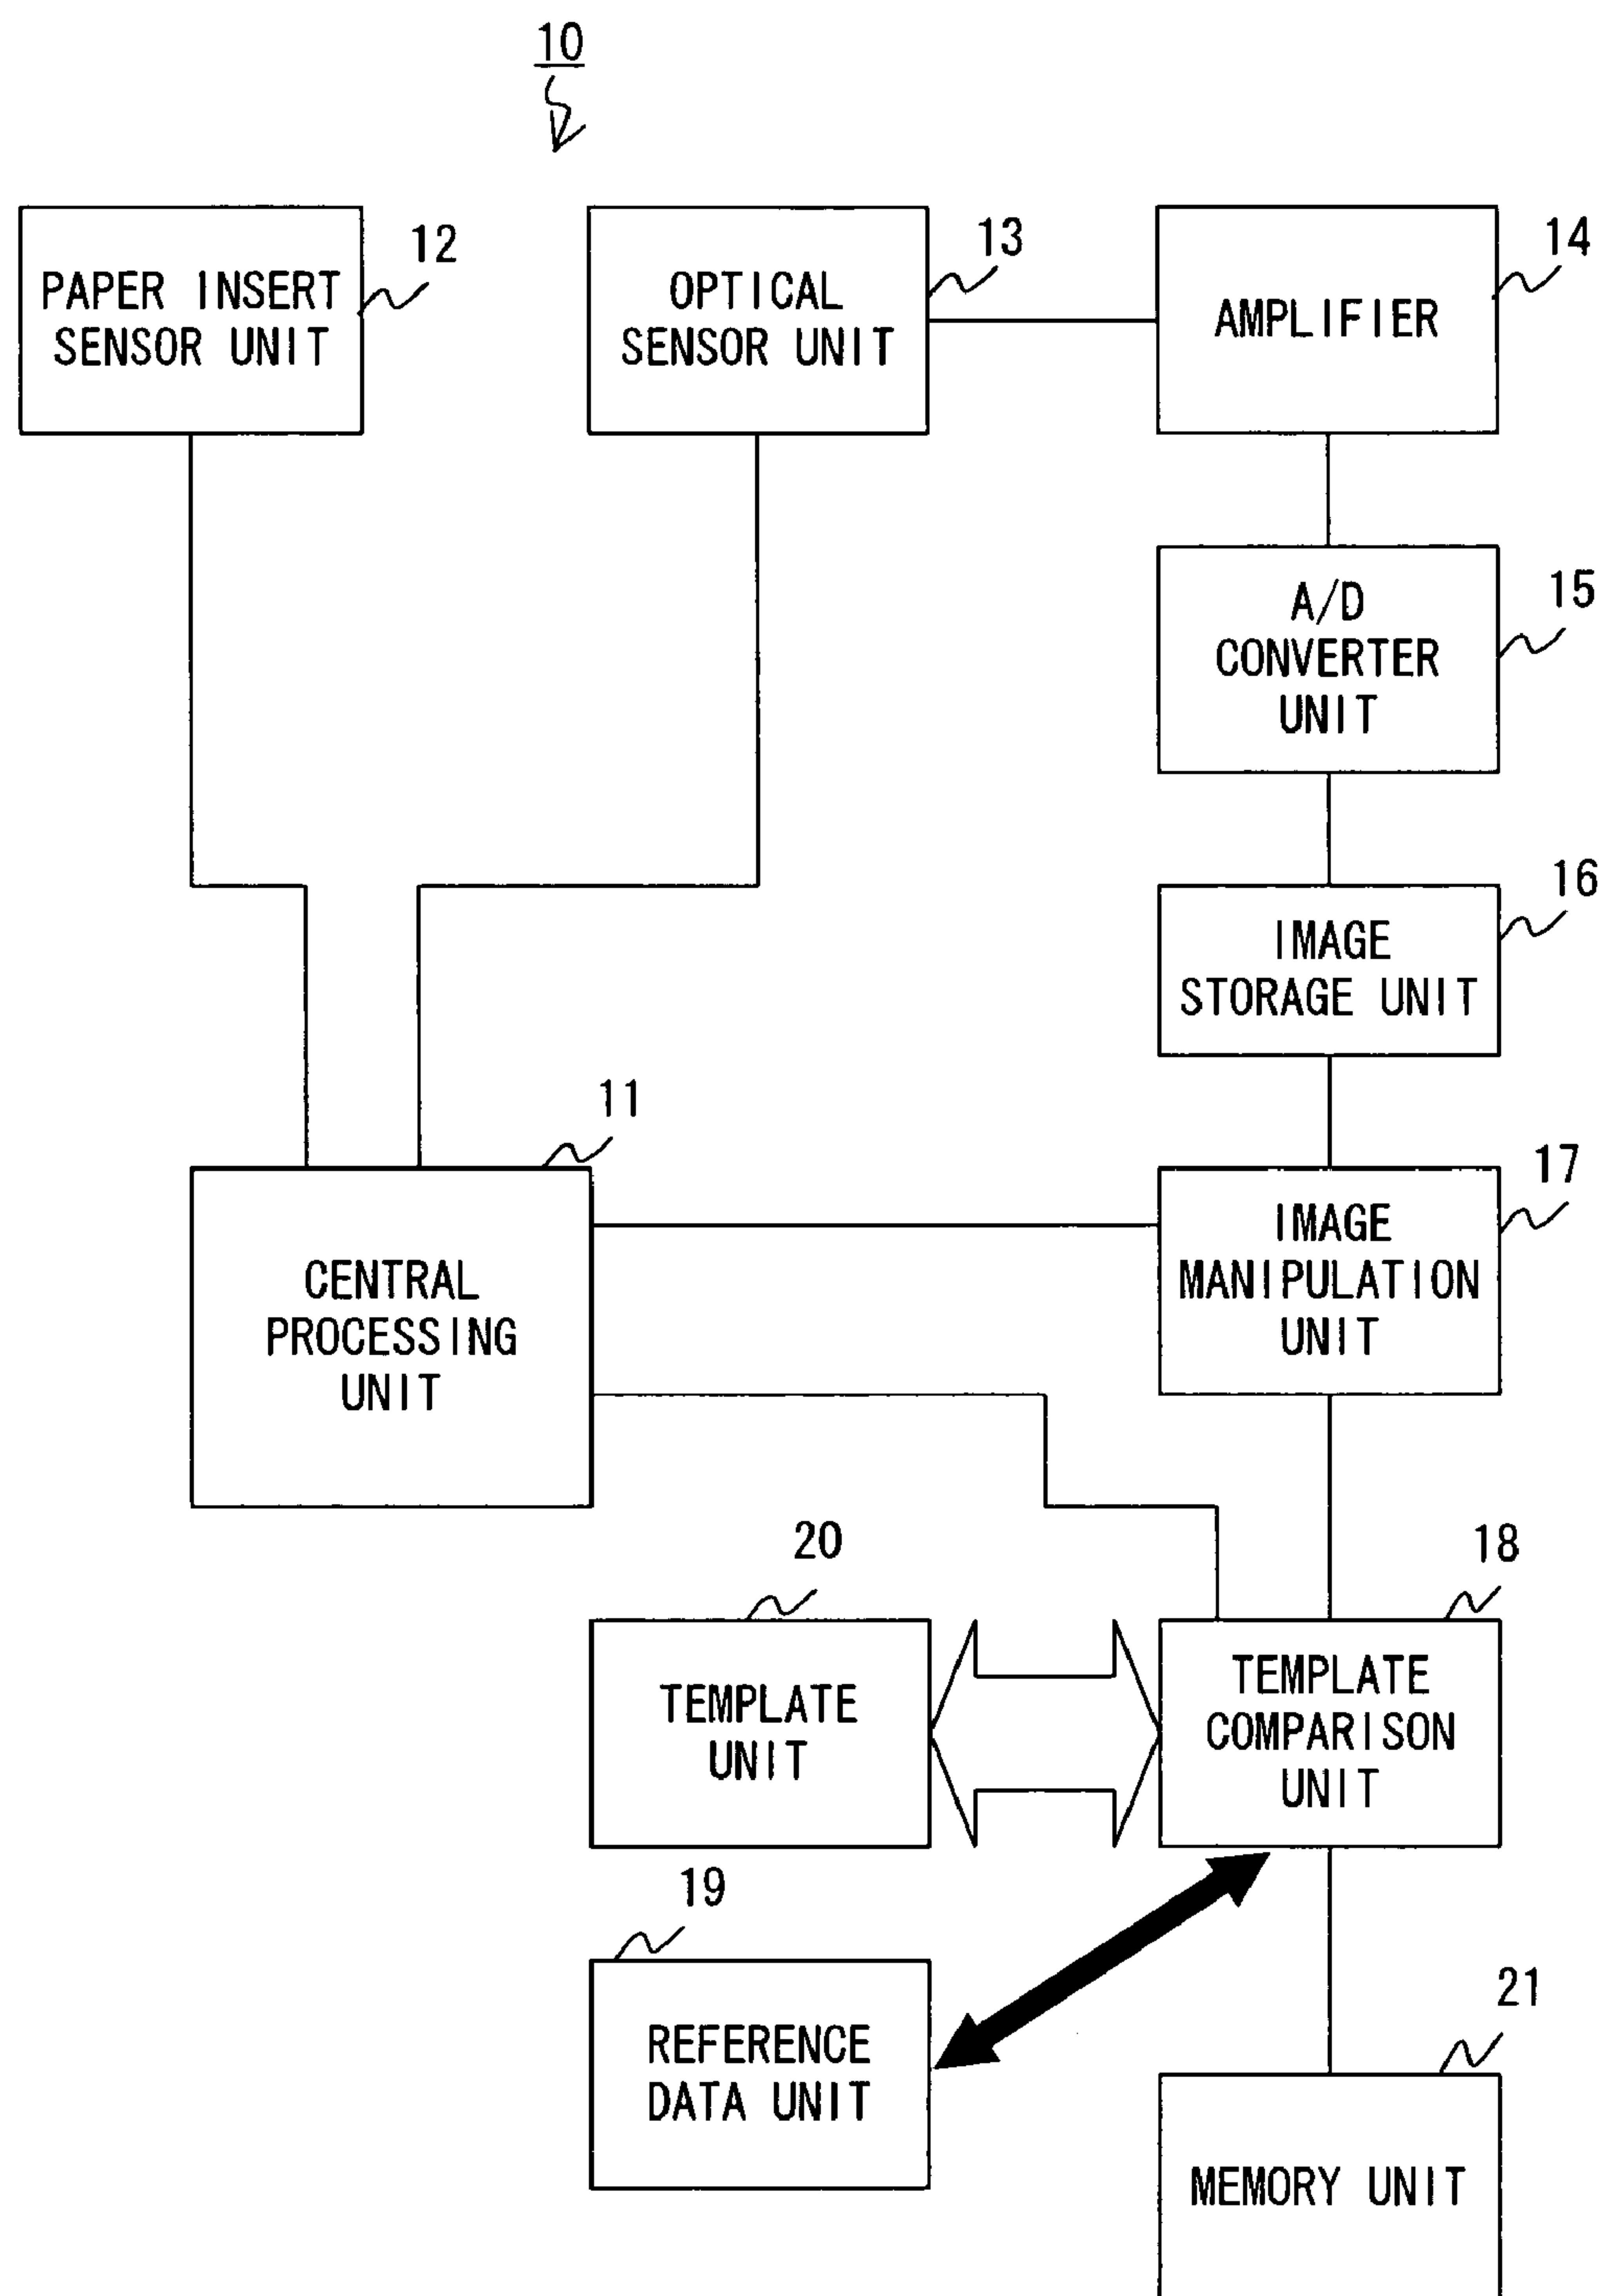 10
PAPER INSERT
SENSOR UNIT
12
OPTICAL
SENSOR UNIT
13
AMPLIFIER
14
A/D
CONVERTER
UNIT
15
IMAGE
STORAGE UNIT
16
CENTRAL
PROCESSING
UNIT
11
IMAGE
MANIPULATION
UNIT
17
TEMPLATE
UNIT
20
TEMPLATE
COMPARISON
UNIT
18
REFERENCE
DATA UNIT
19
MEMORY UNIT
21